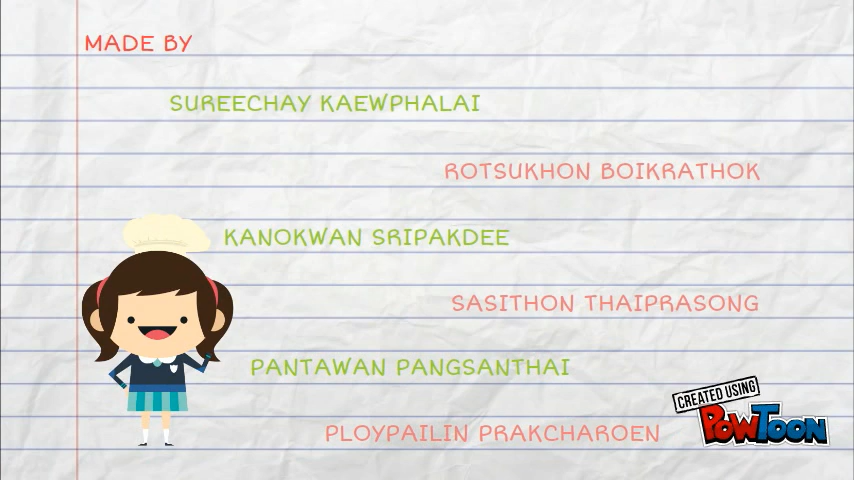 MADE BY
SUREECHAY KAEWPHALAI
ROTSUKHON BOIKRATHOK
KANOKWAN SRIPAKDEE
SASITHON THAIPRASONG
PANTAWAN PANGSANTHAI
PLOYPAILIN PRAKCHAROEN
CREATED USING
POWTOON